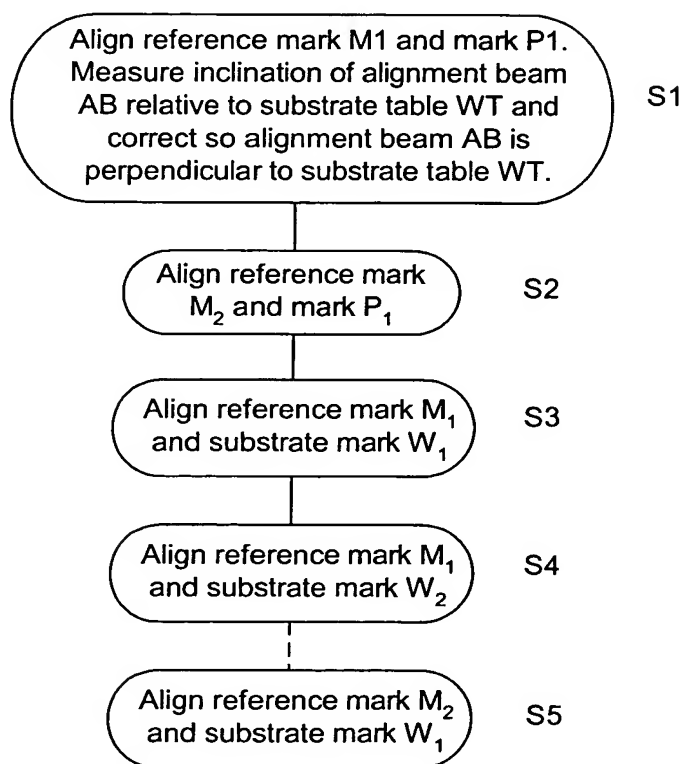 Align reference mark M1 and mark P1.
Measure inclination of alignment beam
AB relative to substrate table WT and
correct so alignment beam AB is
perpendicular to substrate table WT.
S1
Align reference mark
M₂ and mark P₁
S2
Align reference mark M₁
and substrate mark W₁
S3
Align reference mark M₁
and substrate mark W₂
S4
Align reference mark M₂
and substrate mark W₁
S5